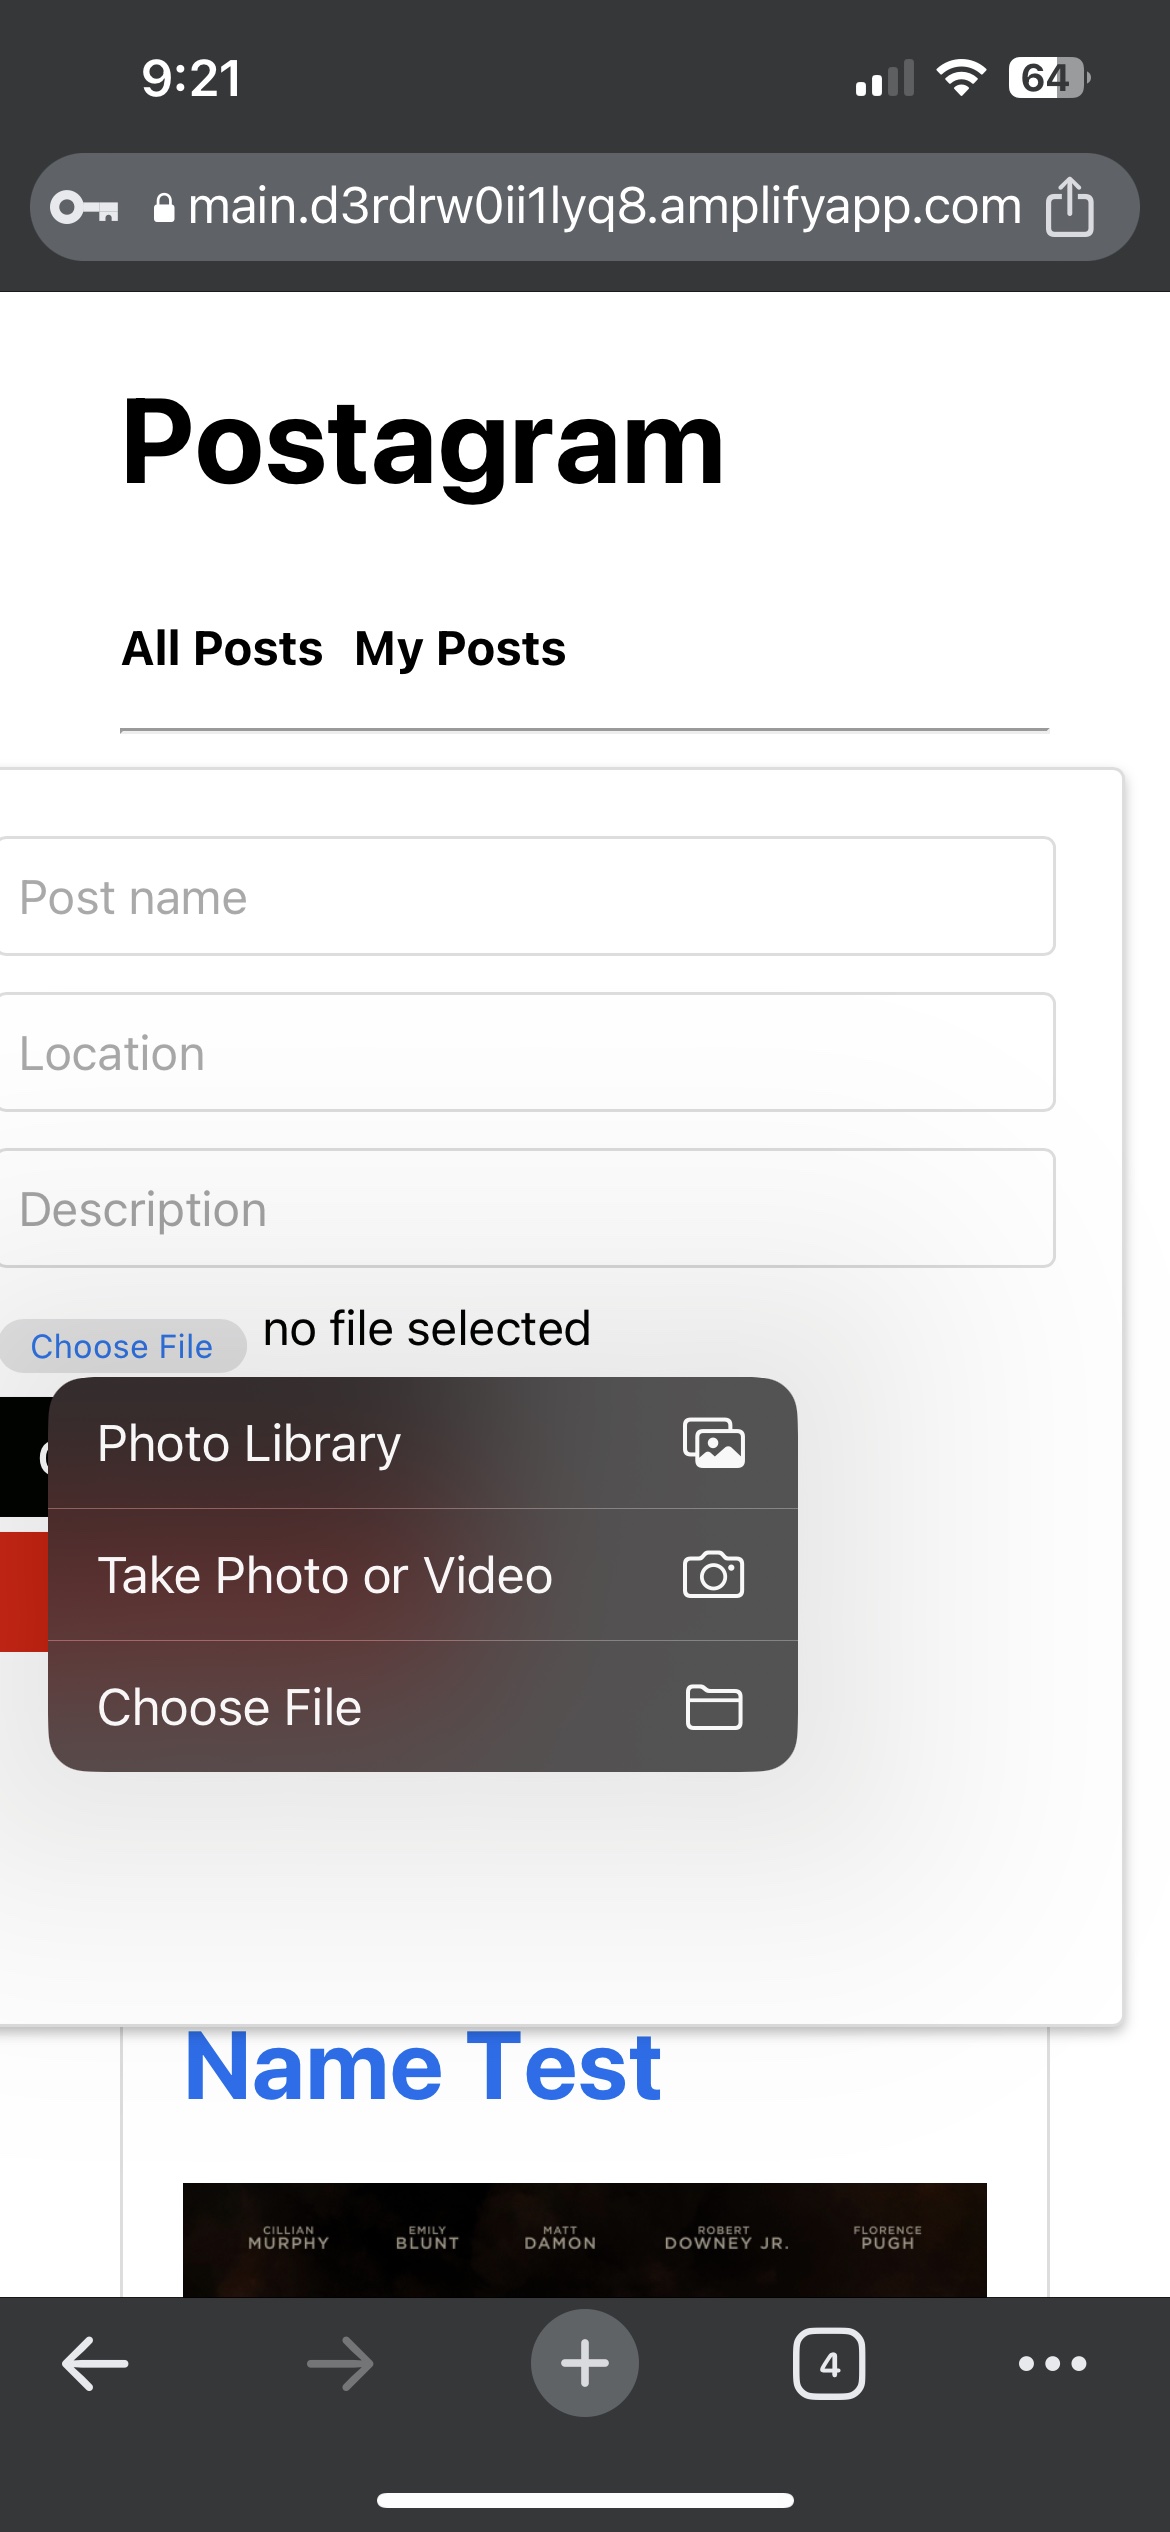 9:21
64
main.d3rdrw0ii1lyq8.amplifyapp.com
Postagram
All Posts My Posts
Post name
Location
Description
Choose File no file selected
Photo Library
Take Photo or Video
Choose File
Name Test
CILLIAN MURPHY
EMILY BLUNT
MATT DAMON
ROBERT DOWNEY JR.
FLORENCE PUGH
4